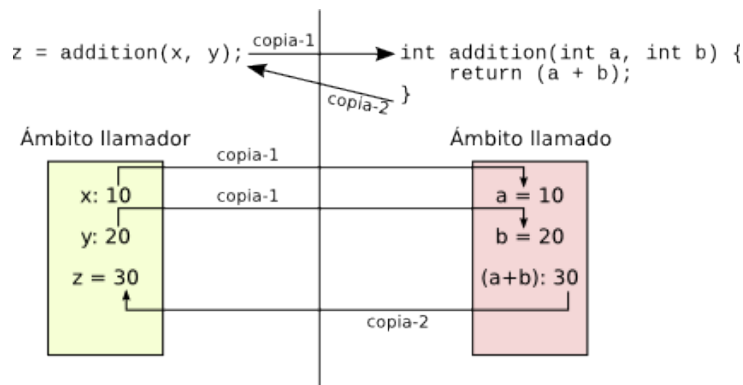 z = addition(x, y);
copia-1
int addition(int a, int b) {
return (a + b);
}
copia-2
Ámbito llamador
Ámbito llamado
copia-1
x: 10
a = 10
copia-1
y: 20
b = 20
z = 30
(a+b): 30
copia-2